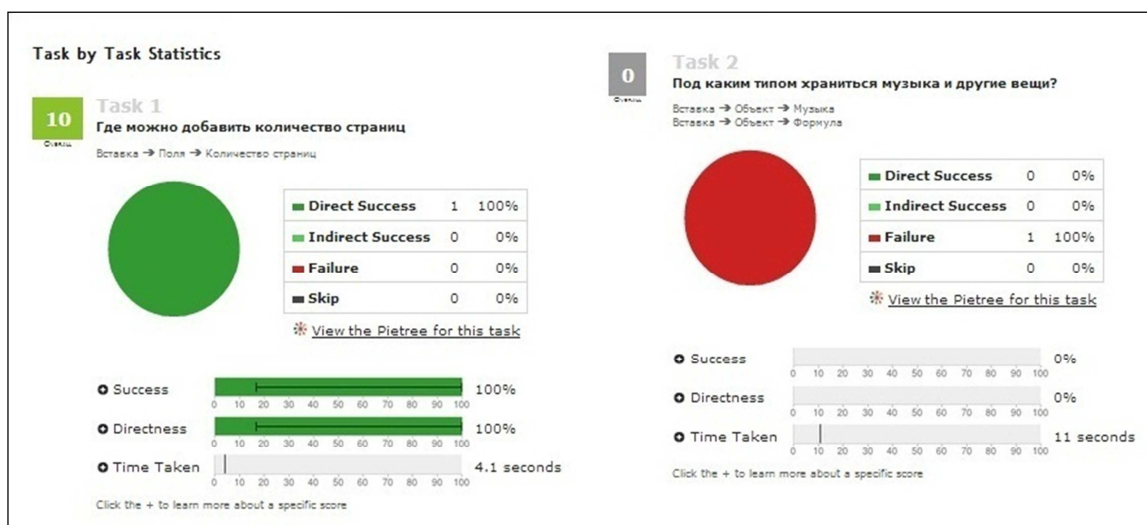 Task by Task Statistics
10
Overall
Task 1
Где можно добавить количество страниц
Вставка ➔ Поля ➔ Количество страниц
Direct Success 1 100%
Indirect Success 0 0%
Failure 0 0%
Skip 0 0%
View the Pietree for this task
Success 100%
0 10 20 30 40 50 60 70 80 90 100
Directness 100%
0 10 20 30 40 50 60 70 80 90 100
Time Taken 4.1 seconds
0 10 20 30 40 50 60 70 80 90 100
Click the + to learn more about a specific score
0
Overall
Task 2
Под каким типом храниться музыка и другие вещи?
Вставка ➔ Объект ➔ Музыка
Вставка ➔ Объект ➔ Формула
Direct Success 0 0%
Indirect Success 0 0%
Failure 1 100%
Skip 0 0%
View the Pietree for this task
Success 0%
0 10 20 30 40 50 60 70 80 90 100
Directness 0%
0 10 20 30 40 50 60 70 80 90 100
Time Taken 11 seconds
0 10 20 30 40 50 60 70 80 90 100
Click the + to learn more about a specific score